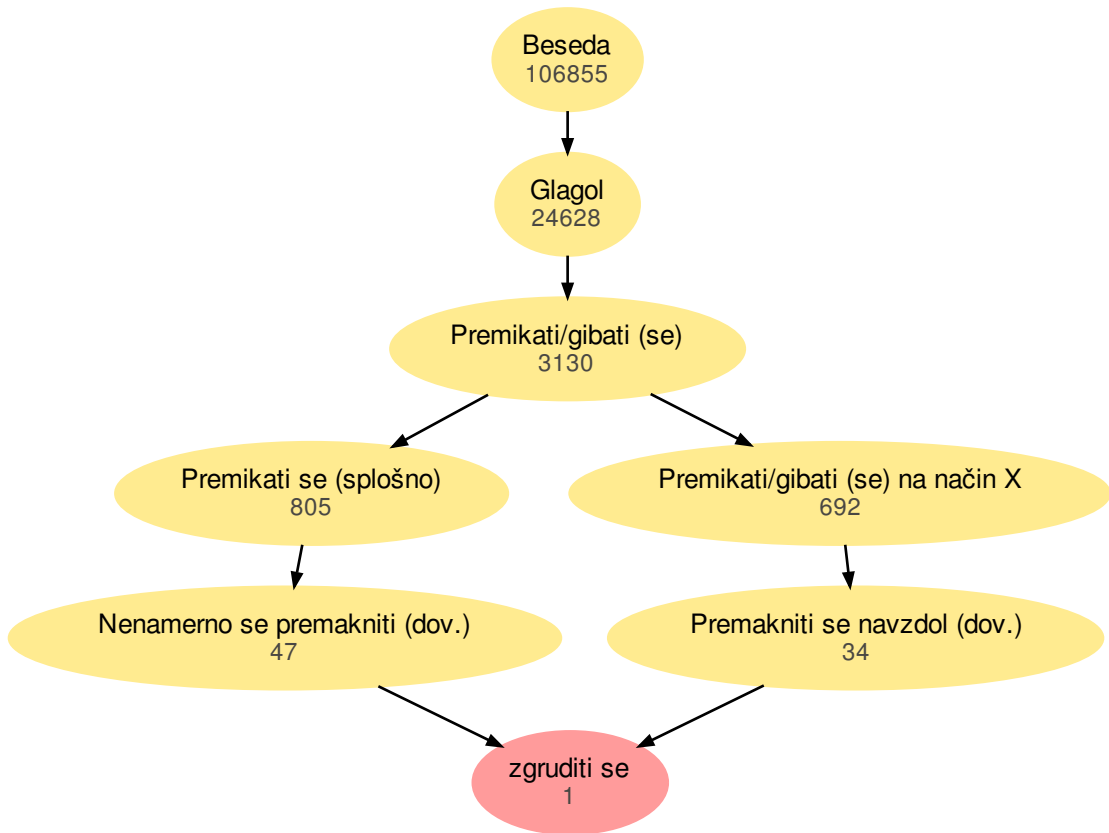 Beseda
106855
Glagol
24628
Premikati/gibati (se)
3130
Premikati se (splošno)
805
Premikati/gibati (se) na način X
692
Nenamerno se premakniti (dov.)
47
Premakniti se navzdol (dov.)
34
zgruditi se
1